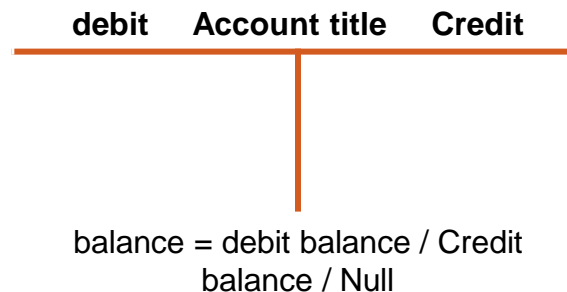 debit Account title Credit
balance = debit balance / Credit
balance / Null